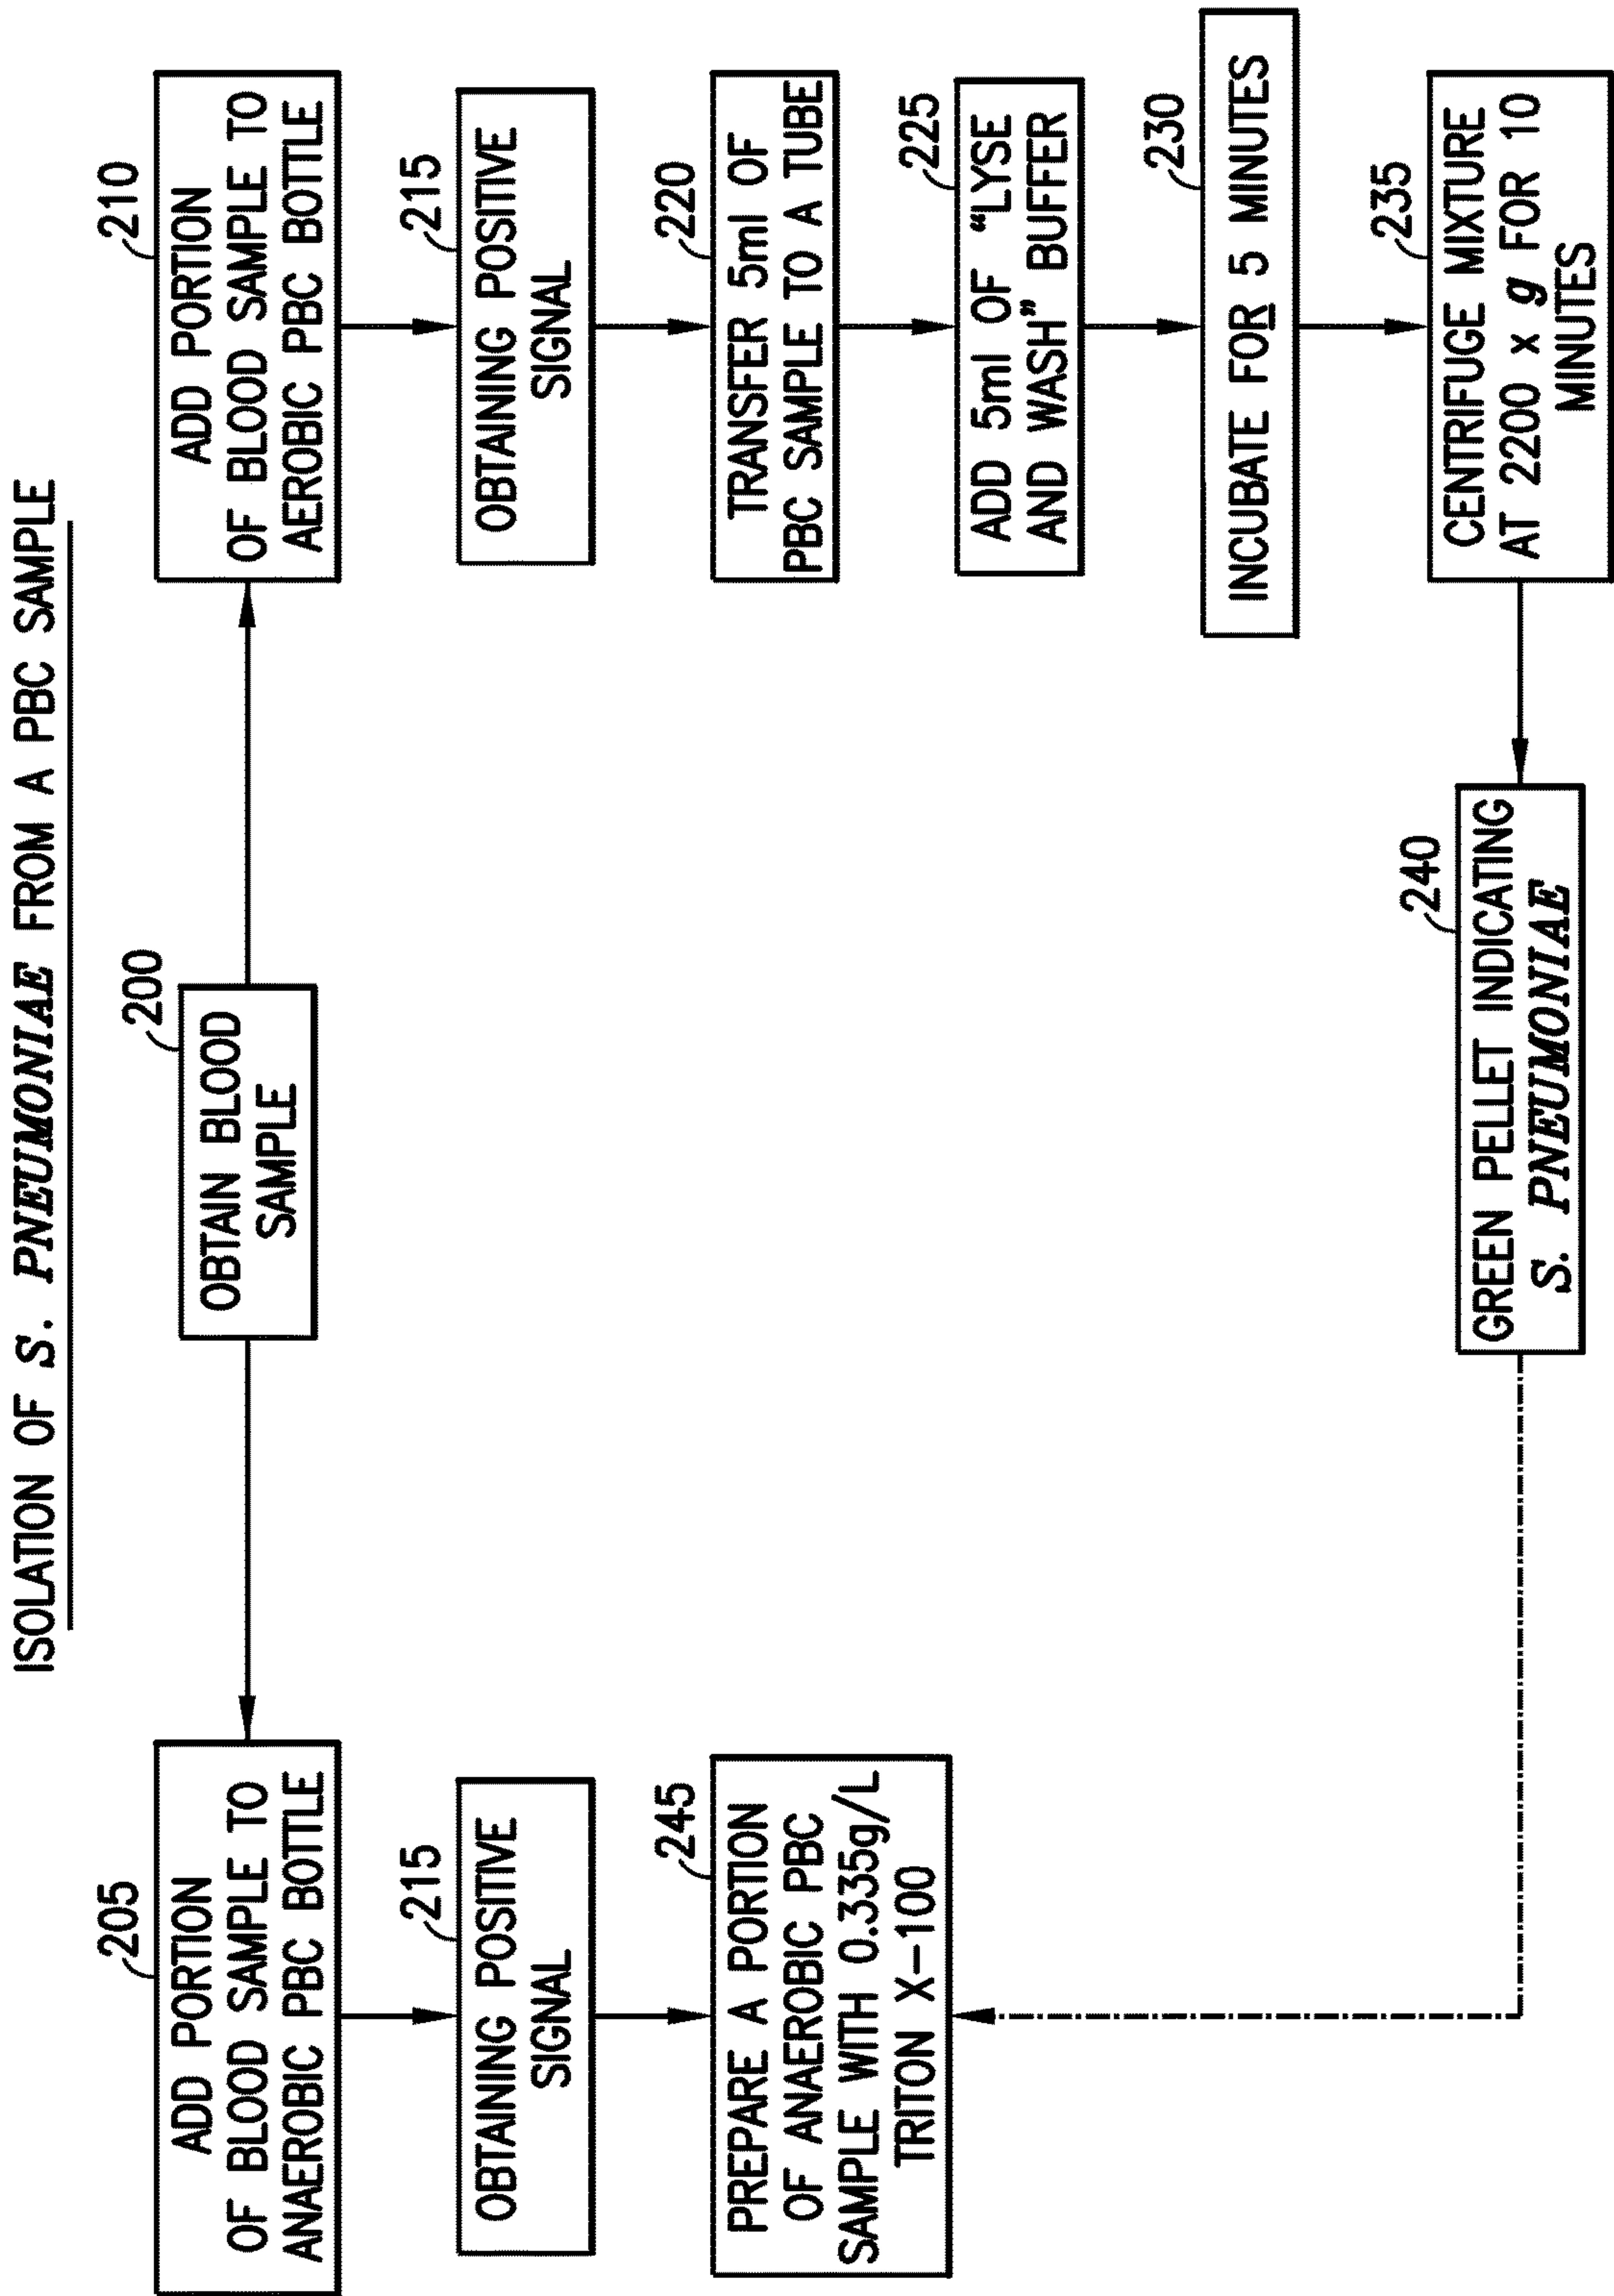 ISOLATION OF S. PNEUMONIAE FROM A PBC SAMPLE
200
OBTAIN BLOOD
SAMPLE
205
ADD PORTION
OF BLOOD SAMPLE TO
ANAEROBIC PBC BOTTLE
215
OBTAINING POSITIVE
SIGNAL
245
PREPARE A PORTION
OF ANAEROBIC PBC
SAMPLE WITH 0.335g/L
TRITON X-100
210
ADD PORTION
OF BLOOD SAMPLE TO
AEROBIC PBC BOTTLE
215
OBTAINING POSITIVE
SIGNAL
220
TRANSFER 5ml OF
PBC SAMPLE TO A TUBE
225
ADD 5ml OF "LYSE
AND WASH" BUFFER
230
INCUBATE FOR 5 MINUTES
235
CENTRIFUGE MIXTURE
AT 2200 x g FOR 10
MINUTES
240
GREEN PELLET INDICATING
S. PNEUMONIAE